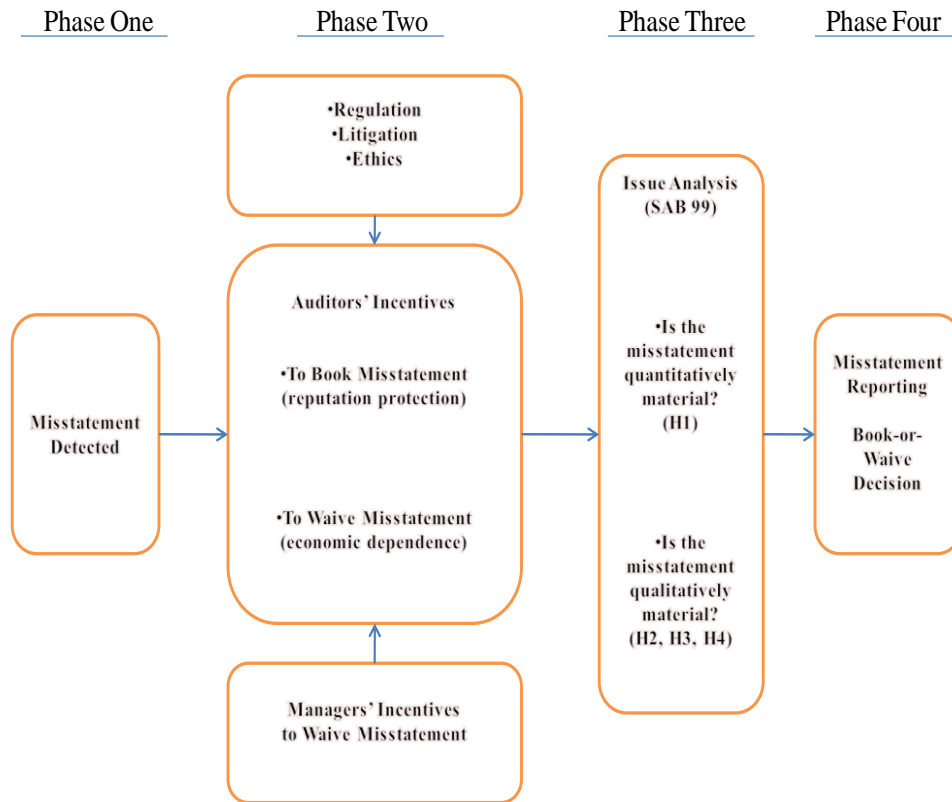 Phase One
Phase Two
Phase Three
Phase Four
•Regulation
•Litigation
•Ethics
Misstatement
Detected
Auditors’ Incentives
•To Book Misstatement
(reputation protection)
•To Waive Misstatement
(economic dependence)
Managers’ Incentives
to Waive Misstatement
Issue Analysis
(SAB 99)
•Is the
misstatement
quantitatively
material?
(H1)
•Is the
misstatement
qualitatively
material?
(H2, H3, H4)
Misstatement
Reporting
Book-or-
Waive
Decision